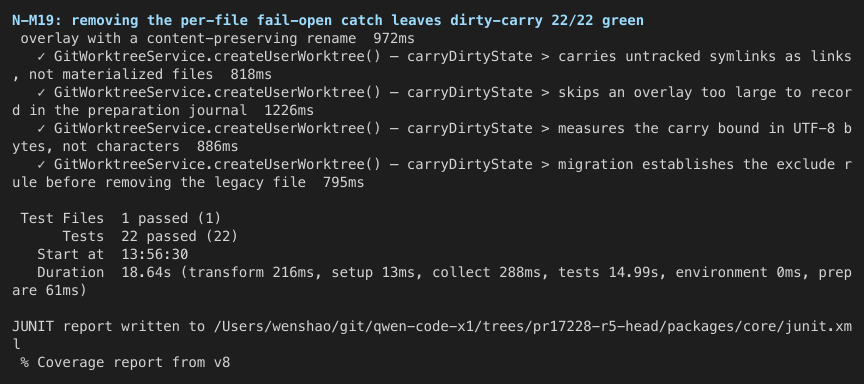 N-M19: removing the per-file fail-open catch leaves dirty-carry 22/22 green
 overlay with a content-preserving rename  972ms
   ✓ GitWorktreeService.createUserWorktree() — carryDirtyState > carries untracked symlinks as links
, not materialized files  818ms
   ✓ GitWorktreeService.createUserWorktree() — carryDirtyState > skips an overlay too large to recor
d in the preparation journal  1226ms
   ✓ GitWorktreeService.createUserWorktree() — carryDirtyState > measures the carry bound in UTF-8 b
ytes, not characters  886ms
   ✓ GitWorktreeService.createUserWorktree() — carryDirtyState > migration establishes the exclude r
ule before removing the legacy file  795ms

 Test Files  1 passed (1)
      Tests  22 passed (22)
   Start at  13:56:30
   Duration  18.64s (transform 216ms, setup 13ms, collect 288ms, tests 14.99s, environment 0ms, prep
are 61ms)

JUNIT report written to /Users/wenshao/git/qwen-code-x1/trees/pr17228-r5-head/packages/core/junit.xm
l
 % Coverage report from v8